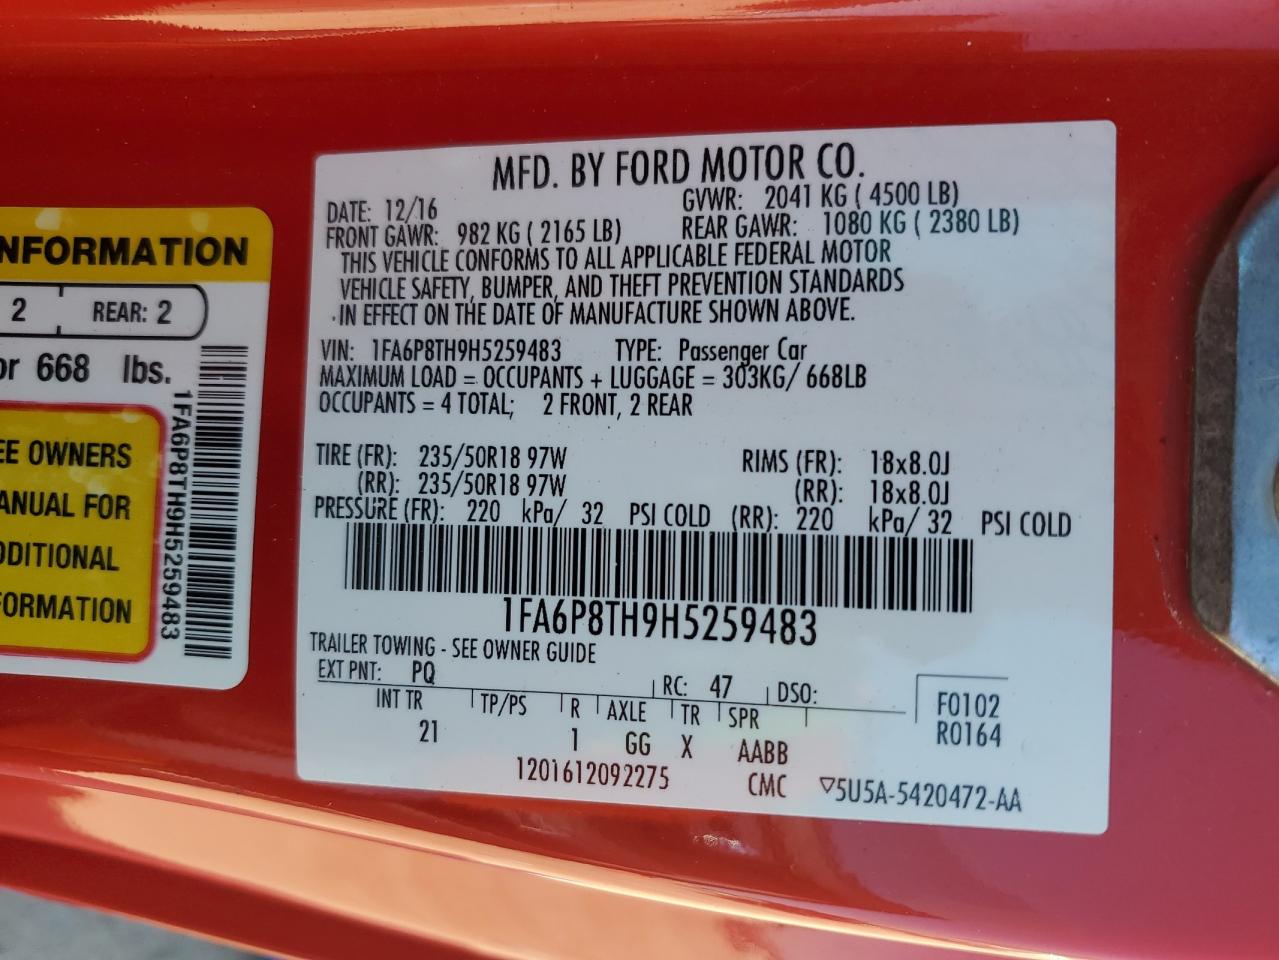 NFORMATION
2 REAR: 2
or 668 lbs.
EE OWNERS
ANUAL FOR
DDITIONAL
FORMATION
1FA6P8TH9H5259483
MFD. BY FORD MOTOR CO.
DATE: 12/16 GVWR: 2041 KG ( 4500 LB)
FRONT GAWR: 982 KG ( 2165 LB) REAR GAWR: 1080 KG ( 2380 LB)
THIS VEHICLE CONFORMS TO ALL APPLICABLE FEDERAL MOTOR
VEHICLE SAFETY, BUMPER, AND THEFT PREVENTION STANDARDS
IN EFFECT ON THE DATE OF MANUFACTURE SHOWN ABOVE.
VIN: 1FA6P8TH9H5259483 TYPE: Passenger Car
MAXIMUM LOAD = OCCUPANTS + LUGGAGE = 303KG/ 668LB
OCCUPANTS = 4 TOTAL; 2 FRONT, 2 REAR
TIRE (FR): 235/50R18 97W RIMS (FR): 18x8.0J
(RR): 235/50R18 97W (RR): 18x8.0J
PRESSURE (FR): 220 kPa/ 32 PSI COLD (RR): 220 kPa/ 32 PSI COLD
1FA6P8TH9H5259483
TRAILER TOWING - SEE OWNER GUIDE
EXT PNT: PQ RC: 47 DSO:
INT TR TP/PS R AXLE TR SPR F0102
21 1 GG X AABB R0164
1201612092275 CMC ▽5U5A-5420472-AA